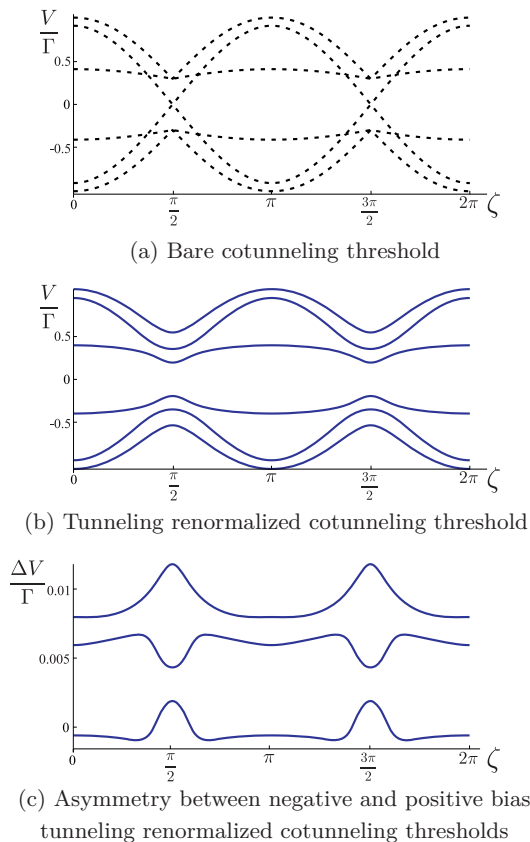 V/Γ
0.5
0
-0.5
0 π/2 π 3π/2 2π ζ
(a) Bare cotunneling threshold
V/Γ
0.5
0
-0.5
0 π/2 π 3π/2 2π ζ
(b) Tunneling renormalized cotunneling threshold
ΔV/Γ
0.01
0.005
0
0 π/2 π 3π/2 2π ζ
(c) Asymmetry between negative and positive bias
tunneling renormalized cotunneling thresholds